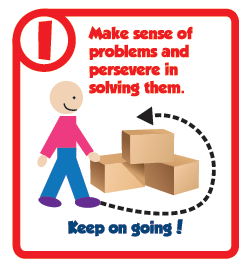 1
Make sense of
problems and
persevere in
solving them.
Keep on going!